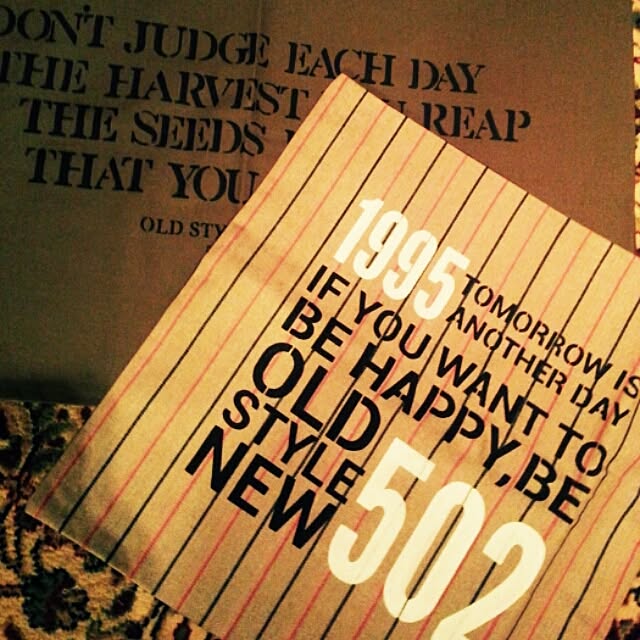 DON'T JUDGE EACH DAY
THE HARVEST REAP
THE SEEDS
THAT YOU
OLD
1995
TOMORROW IS
ANOTHER DAY
IF YOU WANT TO
BE HAPPY, BE
OLD
STYLE
NEW
502